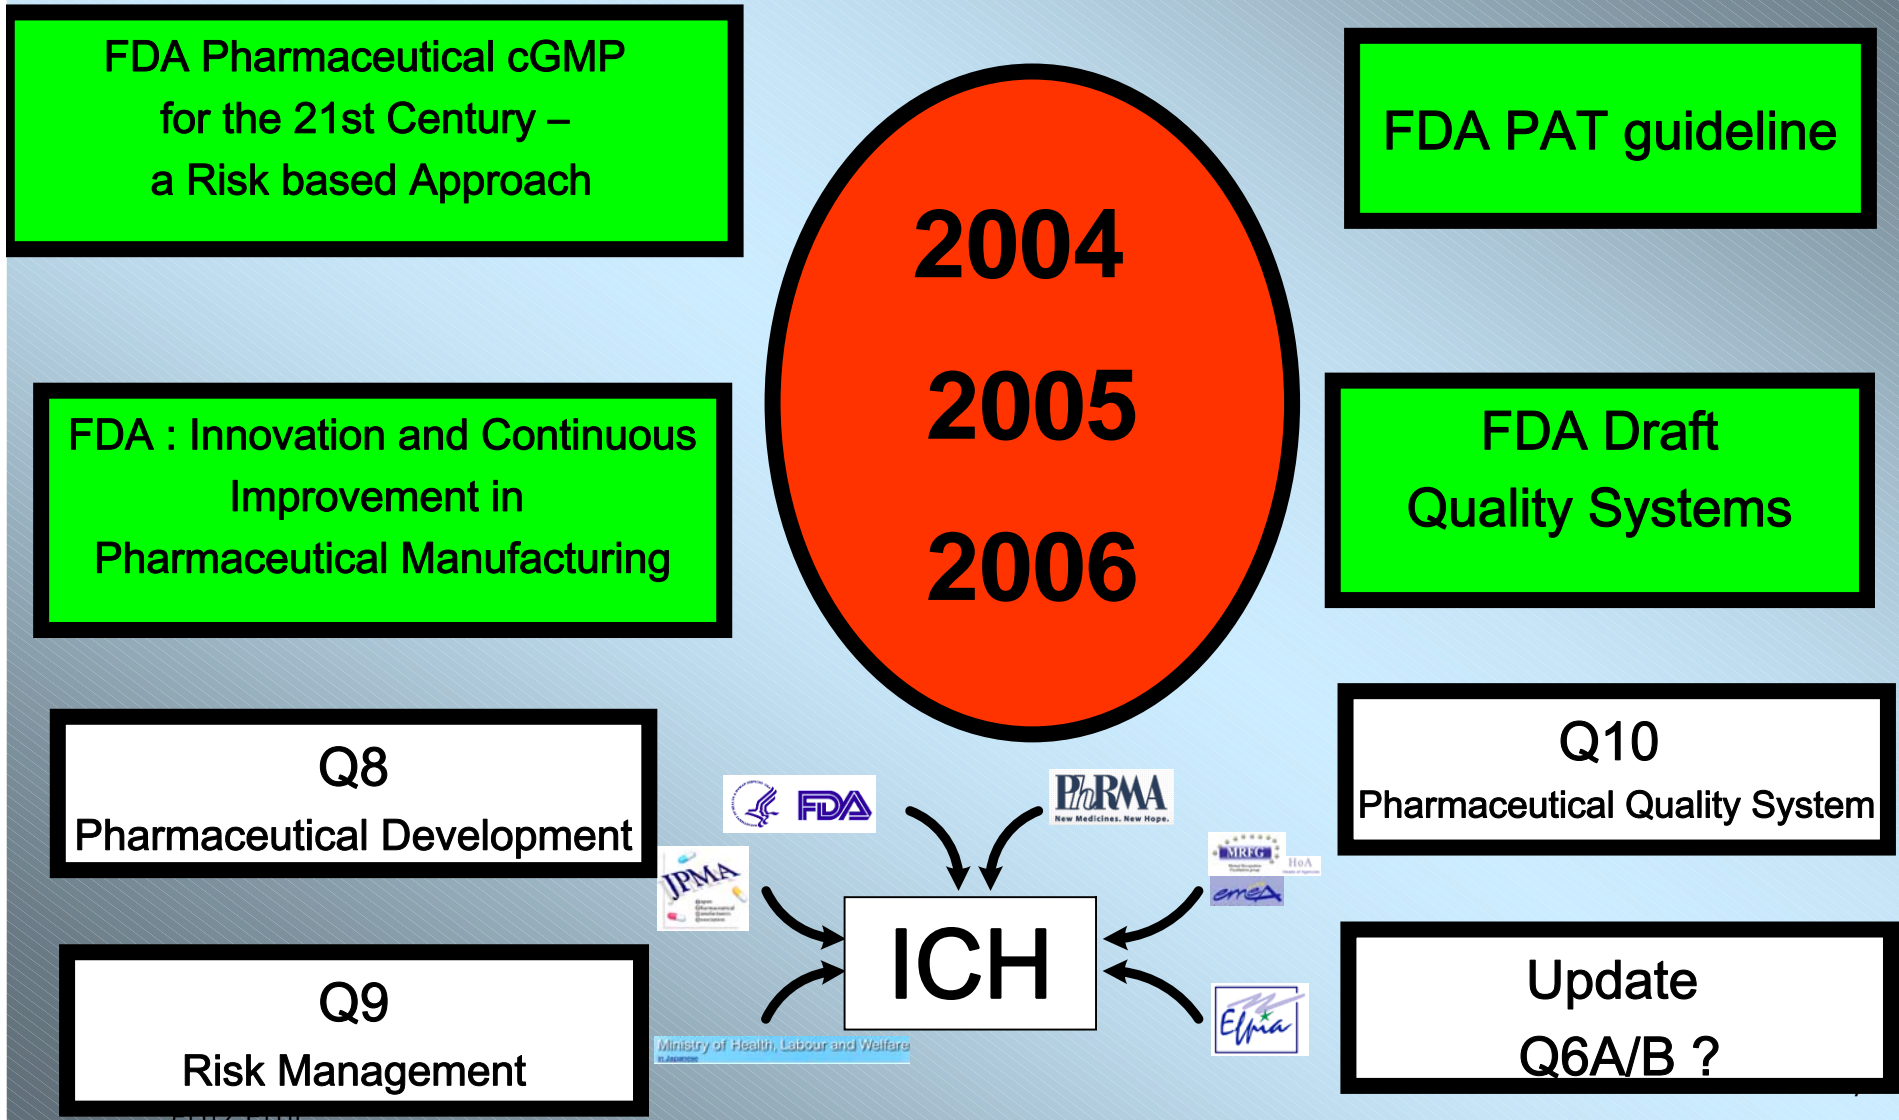 FDA Pharmaceutical cGMP
for the 21st Century –
a Risk based Approach
FDA PAT guideline
2004
2005
2006
FDA : Innovation and Continuous
Improvement in
Pharmaceutical Manufacturing
FDA Draft
Quality Systems
Q8
Pharmaceutical Development
Q10
Pharmaceutical Quality System
FDA
PhRMA
New Medicines. New Hope.
JPMA
MRFG
HoA
emea
ICH
Q9
Risk Management
Ministry of Health, Labour and Welfare
in Japanese
Efpia
Update
Q6A/B ?